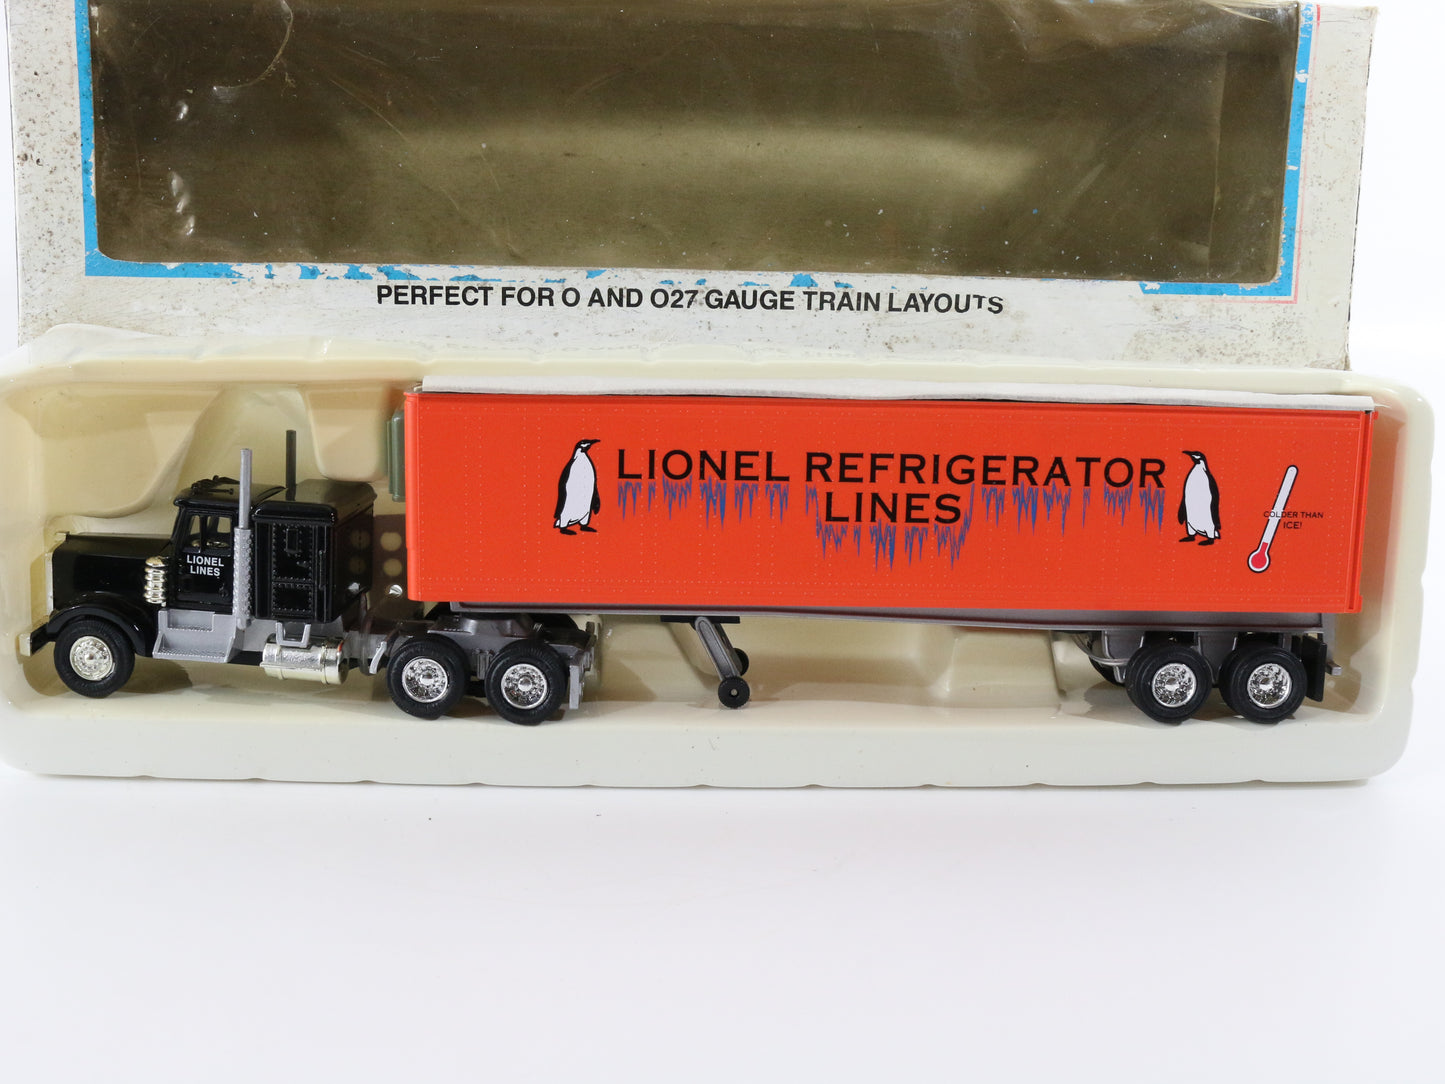 PERFECT FOR O AND O27 GAUGE TRAIN LAYOUTS
LIONEL REFRIGERATOR
LINES
COLDER THAN
ICE!
LIONEL
LINES